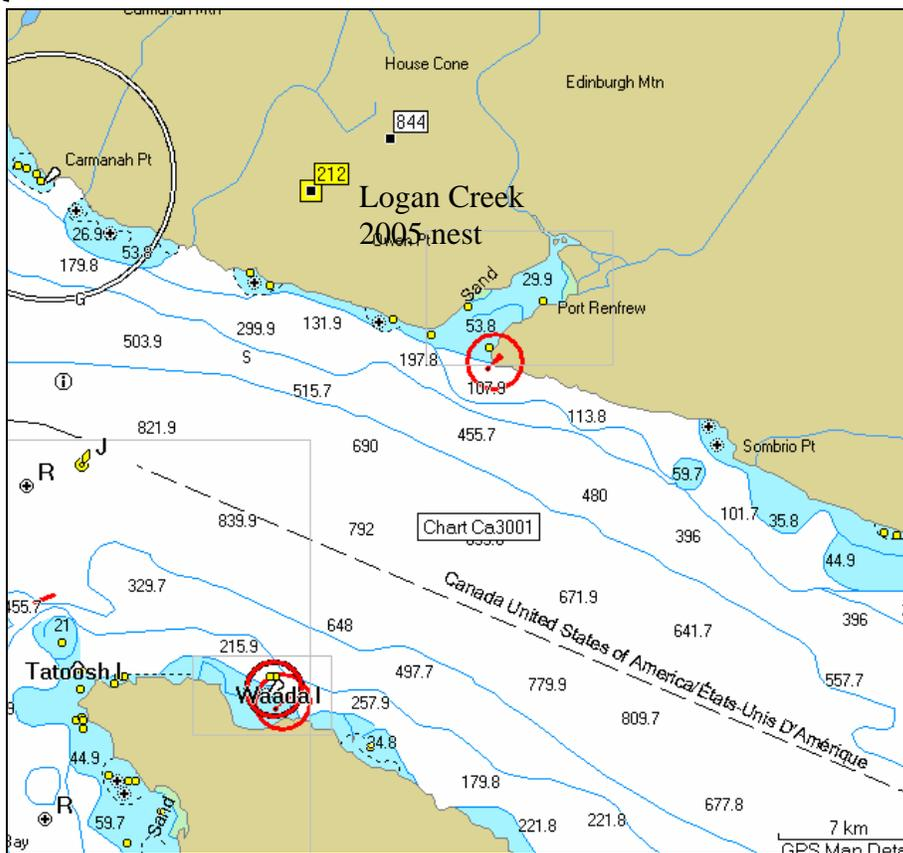 Carmanah Mtn
House Cone
Edinburgh Mtn
844
Carmanah Pt
212
Logan Creek
2005 nest
Owen Pt
26.9
53.8
179.8
G
Sand
29.9
Port Renfrew
53.8
503.9
299.9
131.9
S
197.8
107.9
515.7
113.8
821.9
690
455.7
Sombrio Pt
J
R
59.7
480
839.9
792
Chart Ca3001
101.7
35.8
396
44.9
329.7
Canada United States of America/États-Unis D'Amérique
671.9
455.7
21
648
641.7
396
215.9
Tatoosh I
497.7
779.9
557.7
Waada I
257.9
809.7
34.8
44.9
179.8
677.8
R
59.7
Sand
221.8
221.8
7 km
Bay
GPS Map Deta